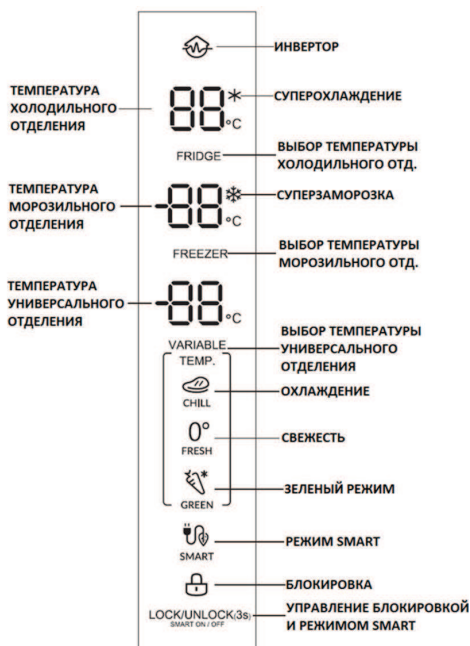 ИНВЕРТОР
ТЕМПЕРАТУРА
ХОЛОДИЛЬНОГО
ОТДЕЛЕНИЯ
88
°C
СУПЕРОХЛАЖДЕНИЕ
FRIDGE
ВЫБОР ТЕМПЕРАТУРЫ
ХОЛОДИЛЬНОГО ОТД.
ТЕМПЕРАТУРА
МОРОЗИЛЬНОГО
ОТДЕЛЕНИЯ
-88
°C
СУПЕРЗАМОРОЗКА
FREEZER
ВЫБОР ТЕМПЕРАТУРЫ
МОРОЗИЛЬНОГО ОТД.
ТЕМПЕРАТУРА
УНИВЕРСАЛЬНОГО
ОТДЕЛЕНИЯ
-88
°C
VARIABLE
TEMP.
ВЫБОР ТЕМПЕРАТУРЫ
УНИВЕРСАЛЬНОГО
ОТДЕЛЕНИЯ
CHILL
ОХЛАЖДЕНИЕ
0°
FRESH
СВЕЖЕСТЬ
GREEN
ЗЕЛЕНЫЙ РЕЖИМ
SMART
РЕЖИМ SMART
БЛОКИРОВКА
LOCK/UNLOCK(3s)
SMART ON / OFF
УПРАВЛЕНИЕ БЛОКИРОВКОЙ
И РЕЖИМОМ SMART